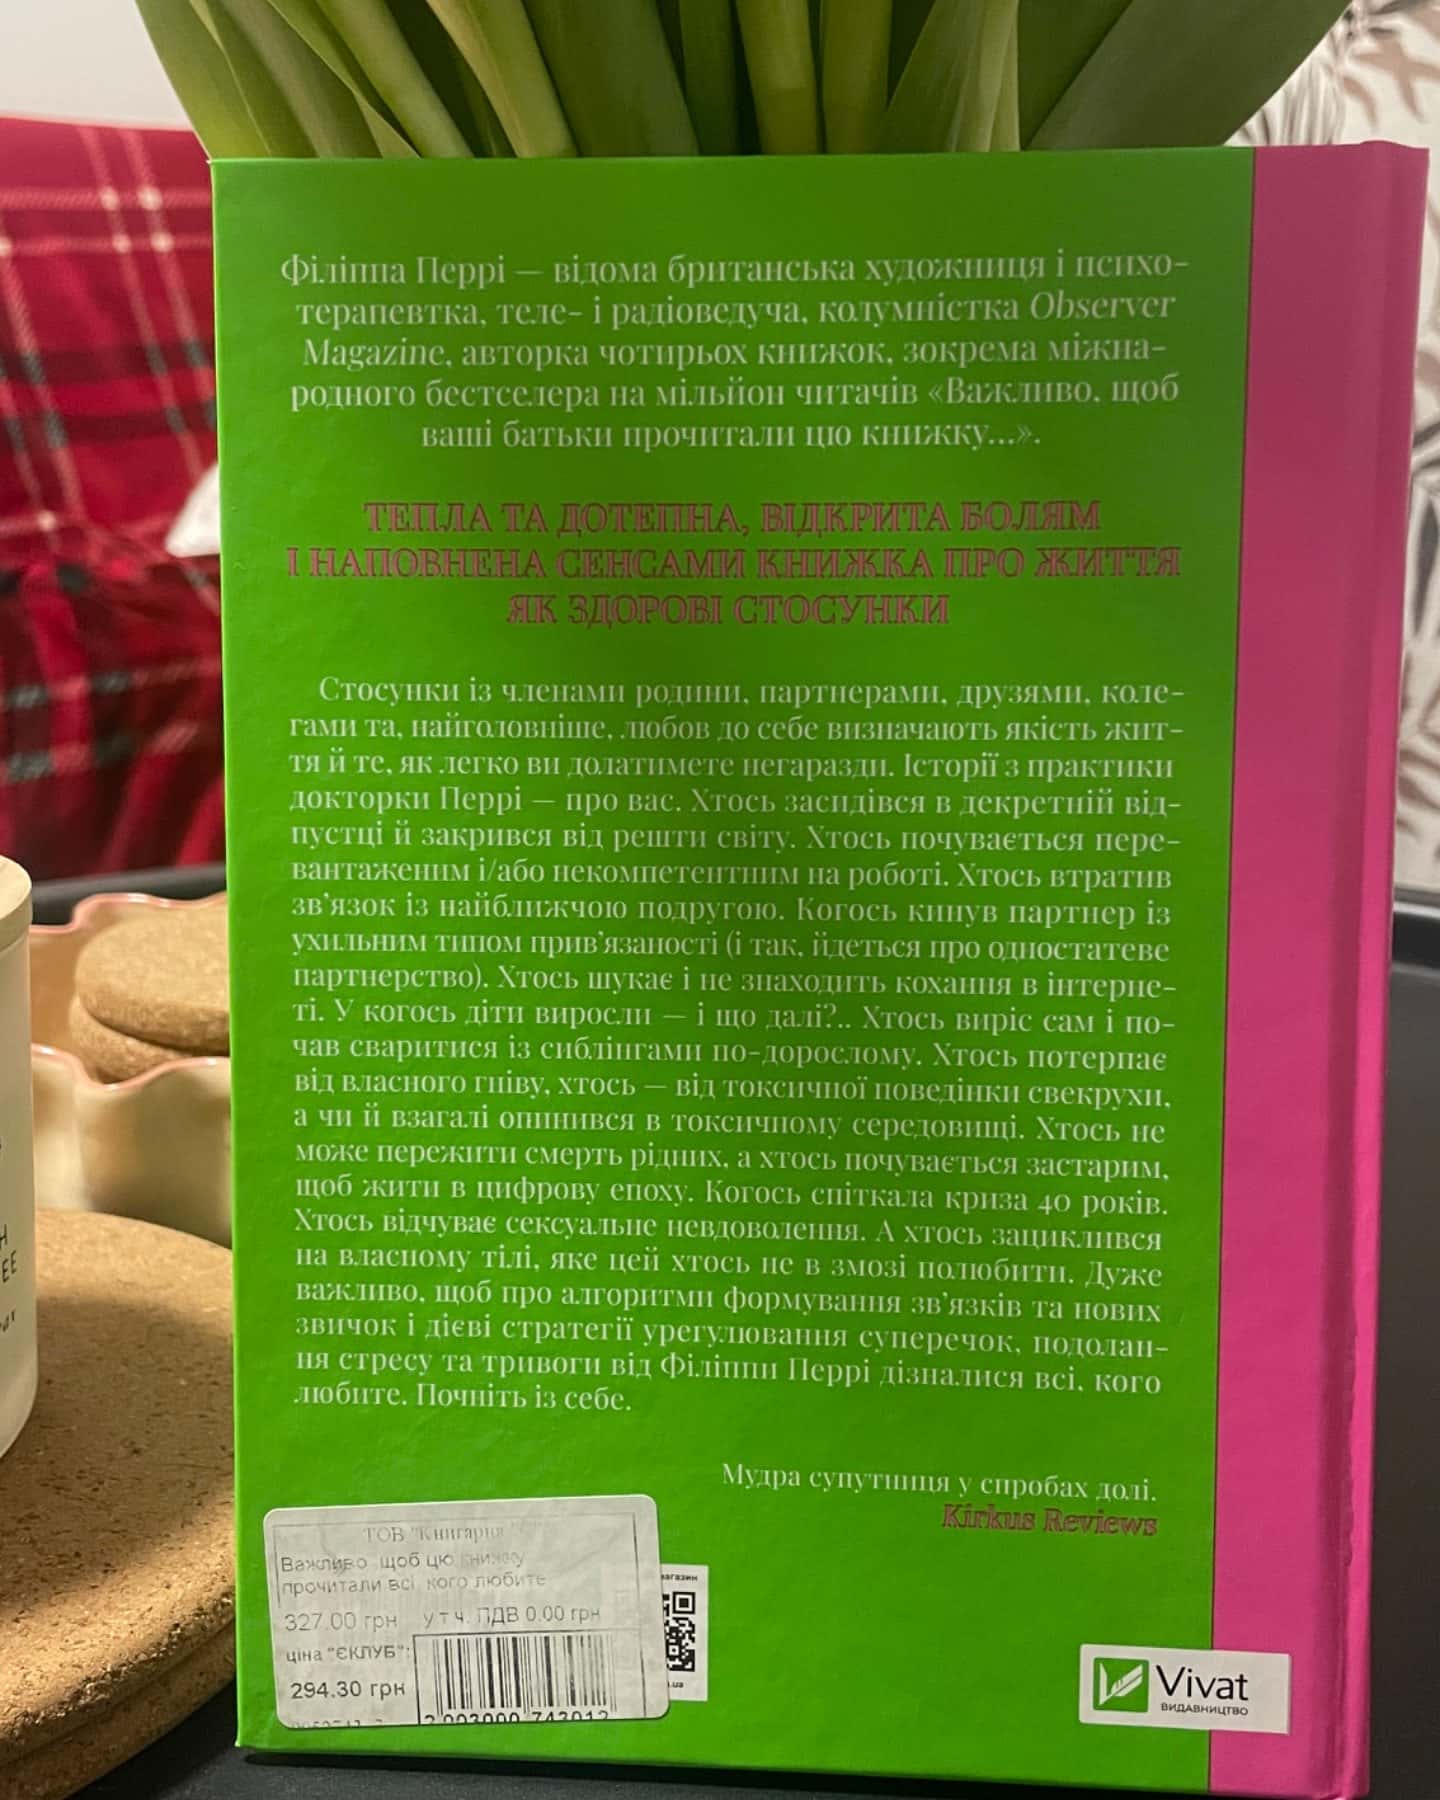 Філіппа Перрі — відома британська художниця і психо-
терапевтка, теле- і радіоведуча, колумністка Observer
Magazine, авторка чотирьох книжок, зокрема міжна-
родного бестселера на мільйон читачів «Важливо, щоб
ваші батьки прочитали цю книжку...».
ТЕПЛА ТА ДОТЕПНА, ВІДКРИТА БОЛЯМ
І НАПОВНЕНА СЕНСАМИ КНИЖКА ПРО ЖИТТЯ
ЯК ЗДОРОВІ СТОСУНКИ
Стосунки із членами родини, партнерами, друзями, коле-
гами та, найголовніше, любов до себе визначають якість жит-
тя й те, як легко ви долатимете негаразди. Історії з практики
докторки Перрі — про вас. Хтось засидівся в декретній від-
пустці й закрився від решти світу. Хтось почувається пере-
вантаженим і/або некомпетентним на роботі. Хтось втратив
зв'язок із найближчою подругою. Когось кинув партнер із
ухильним типом прив'язаності (і так, йдеться про одностатеве
партнерство). Хтось шукає і не знаходить кохання в інтерне-
ті. У когось діти виросли — і що далі?.. Хтось виріс сам і по-
чав сваритися із сиблінгами по-дорослому. Хтось потерпає
від власного гніву, хтось — від токсичної поведінки свекрухи,
а чи й взагалі опинився в токсичному середовищі. Хтось не
може пережити смерть рідних, а хтось почувається застарим,
щоб жити в цифрову епоху. Когось спіткала криза 40 років.
Хтось відчуває сексуальне невдоволення. А хтось зациклився
на власному тілі, яке цей хтось не в змозі полюбити. Дуже
важливо, щоб про алгоритми формування зв'язків та нових
звичок і дієві стратегії урегулювання суперечок, подолан-
ня стресу та тривоги від Філіппи Перрі дізналися всі, кого
любите. Почніть із себе.
Мудра супутниця у спробах долі.
Kirkus Reviews
ТОВ "Книгарня
Важливо, щоб цю книжку
прочитали всі, кого любите
327.00 грн у т.ч. ПДВ 0.00 грн
ціна "ЄКЛУБ":
294.30 грн
2 003000 743012
Vivat
ВИДАВНИЦТВО